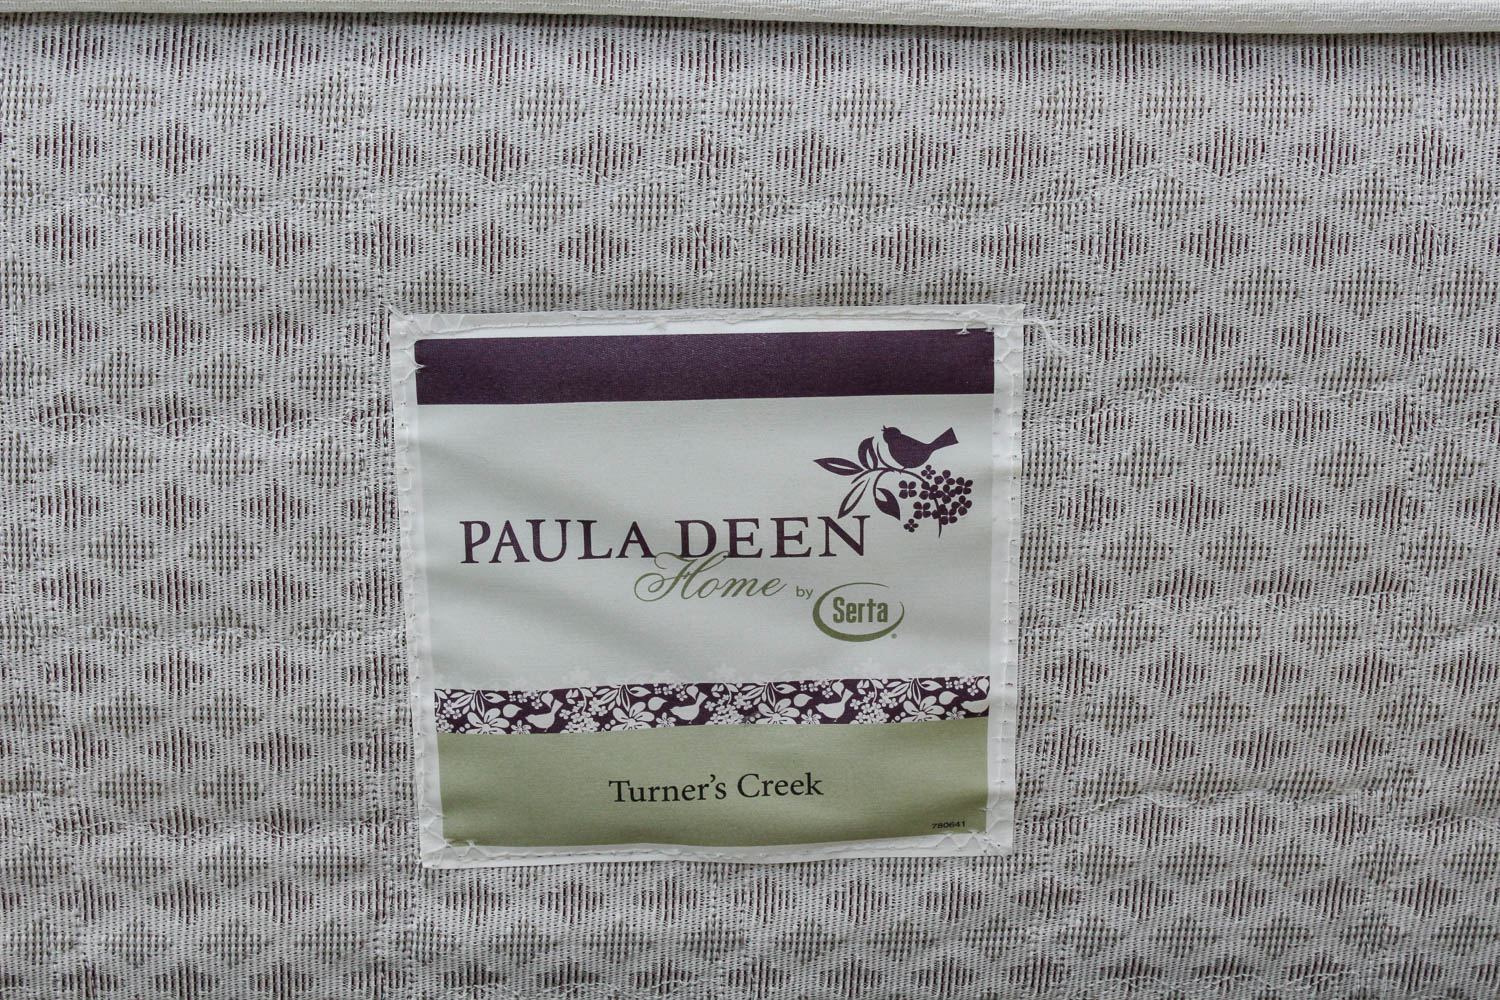 PAULA DEEN
Home by Serta®
Turner's Creek
780641